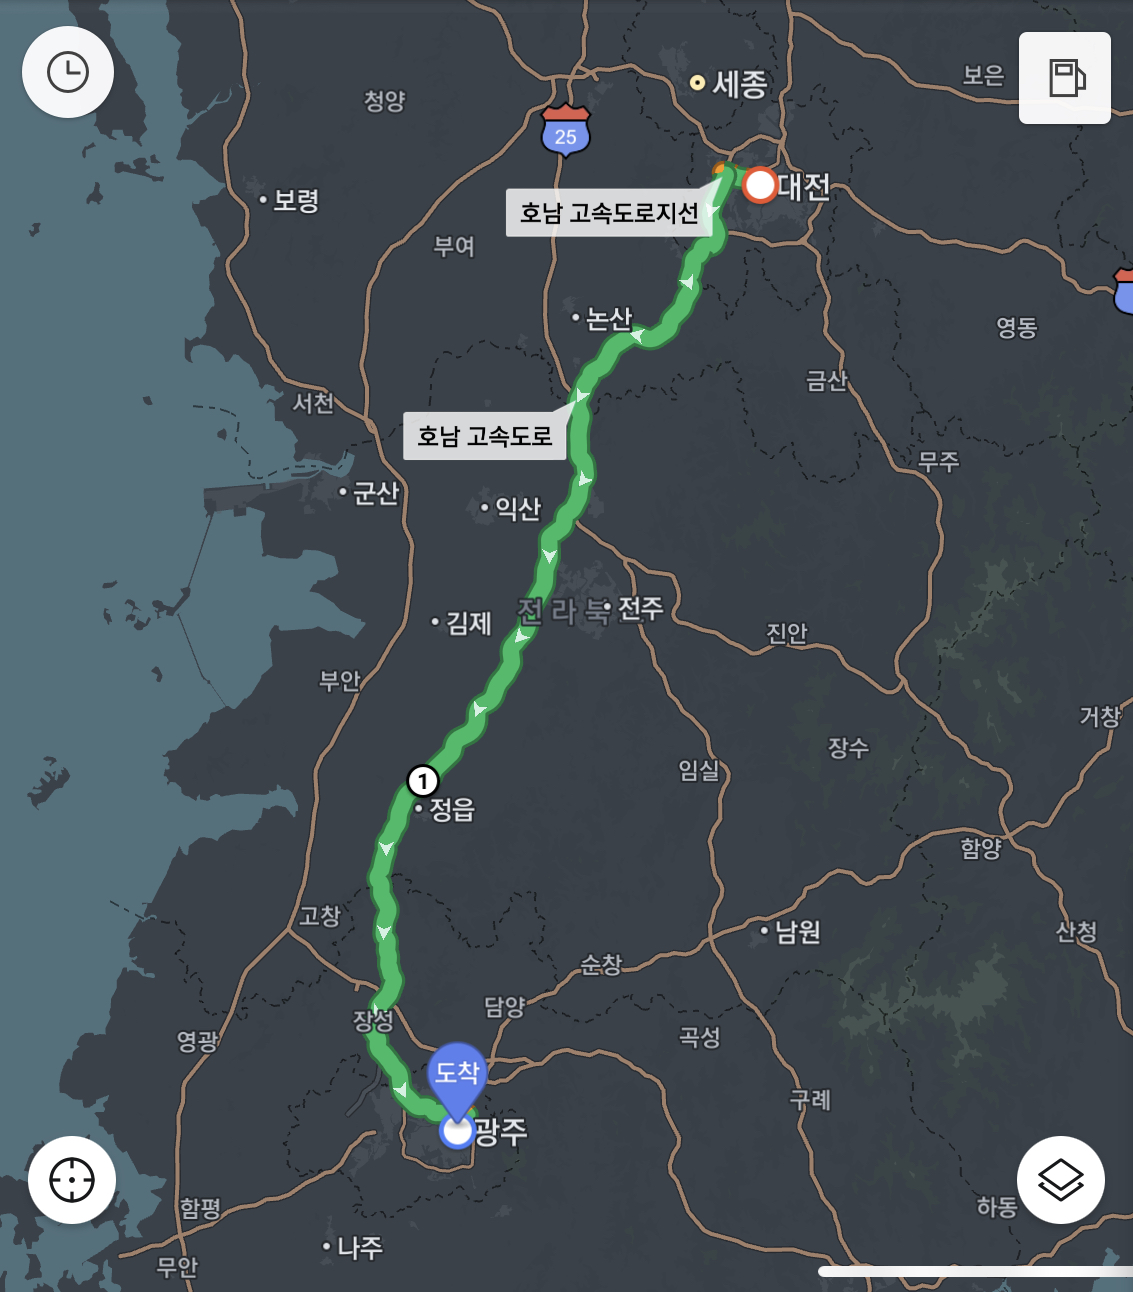 세종
보은
청양
25
대전
보령
호남 고속도로지선
부여
논산
영동
금산
서천
호남 고속도로
무주
군산
익산
전라북
전주
김제
진안
부안
거창
장수
임실
1
정읍
함양
고창
남원
산청
순창
담양
장성
영광
곡성
도착
구례
광주
함평
하동
나주
무안